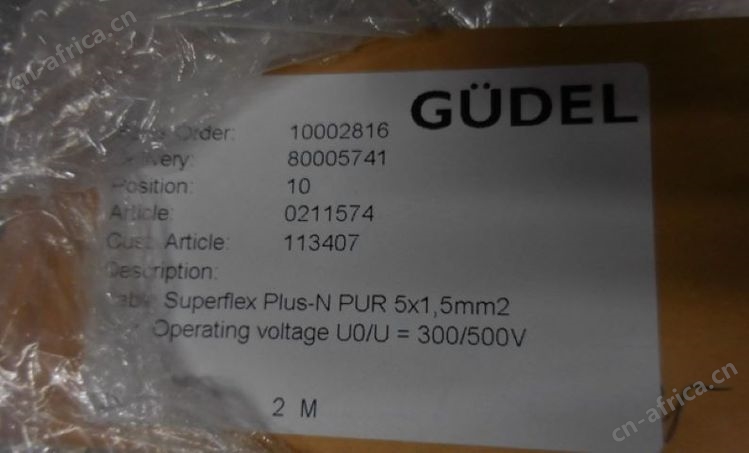 cn-africa.cn
GÜDEL
Order: 10002816
80005741
Position: 10
Article: 0211574
Cust. Article: 113407
Description:
Superflex Plus-N PUR 5x1,5mm2
Operating voltage U0/U = 300/500V
2 M
cn-africa.cn